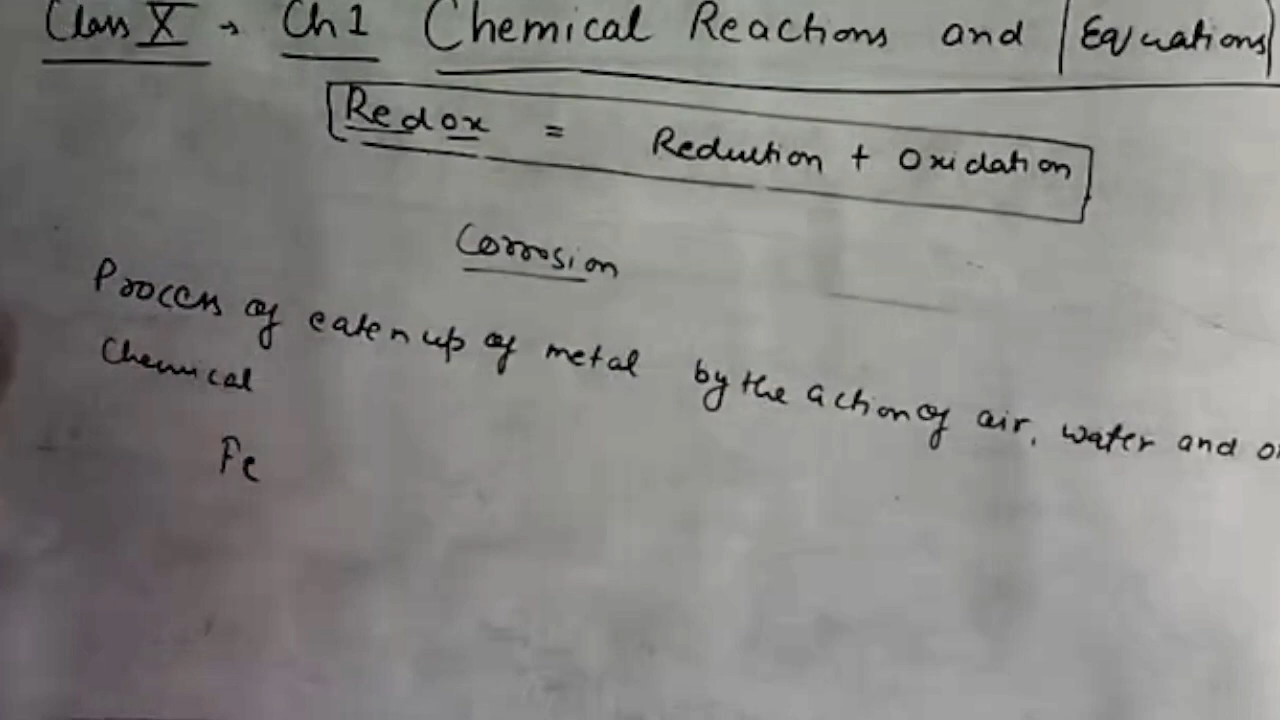 Class X → Ch1 Chemical Reactions and Equations
Redox = Reduction + Oxidation
Corrosion
Process of eaten up of metal by the action of air, water and
Chemical
Fe